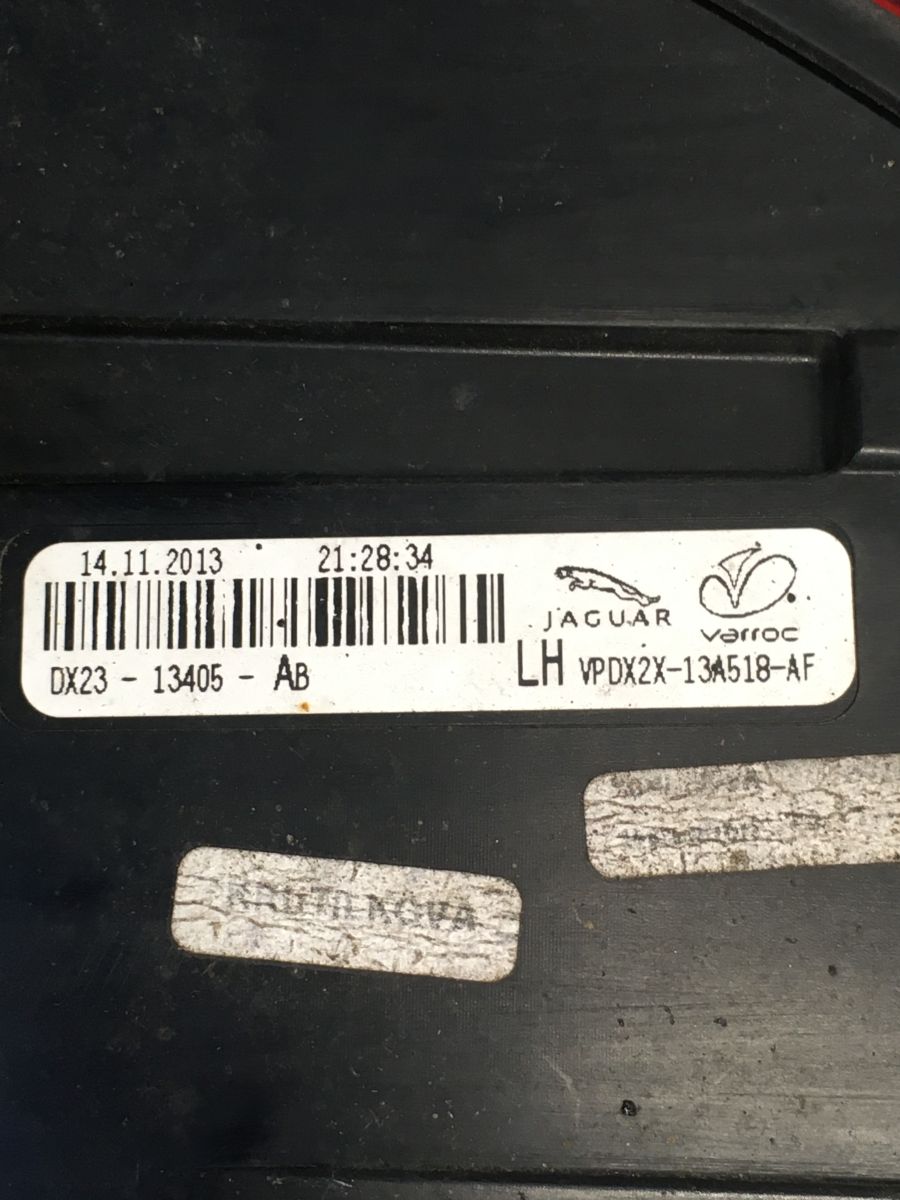 14.11.2013 21:28:34
JAGUAR varroc
DX23 - 13405 - AB LH VPDX2X-13A518-AF